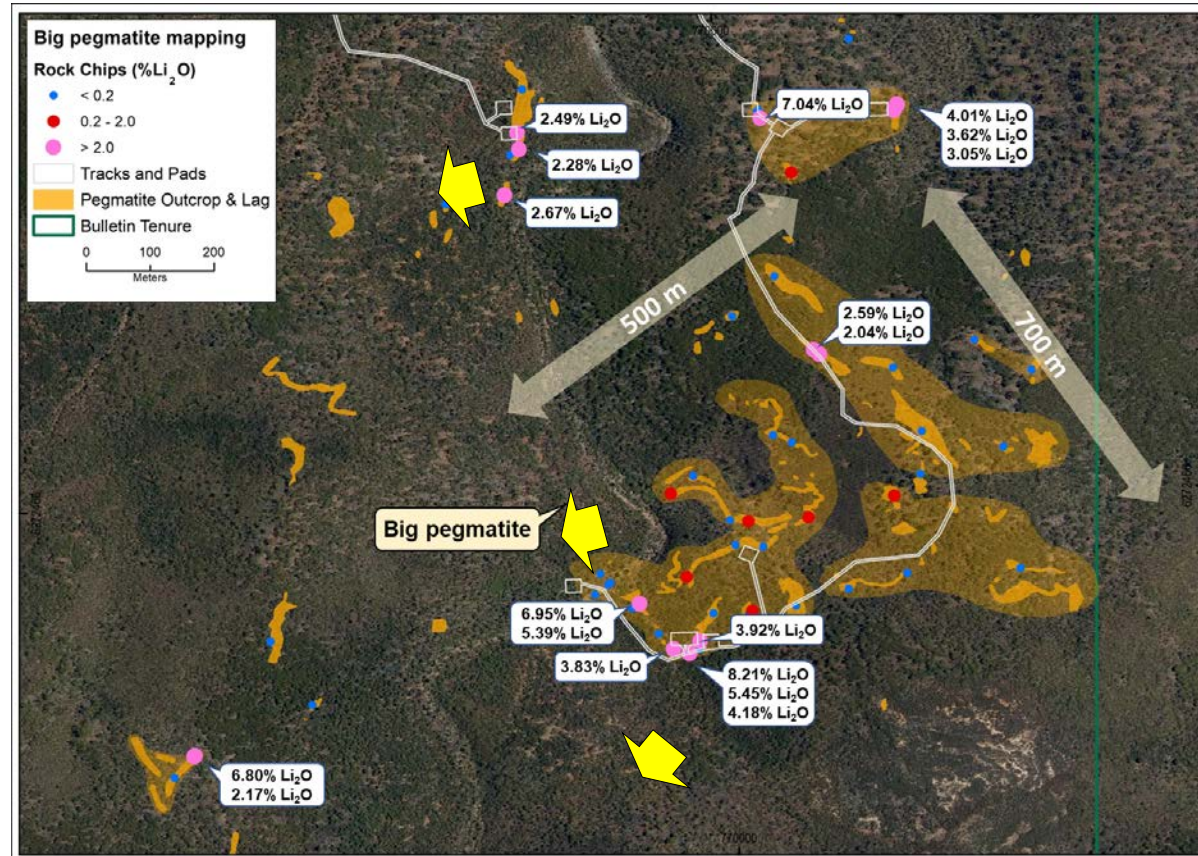 Big pegmatite mapping
Rock Chips (%Li₂O)
< 0.2
0.2 - 2.0
> 2.0
Tracks and Pads
Pegmatite Outcrop & Lag
Bulletin Tenure
0 100 200
Meters
2.49% Li₂O
2.28% Li₂O
2.67% Li₂O
7.04% Li₂O
4.01% Li₂O
3.62% Li₂O
3.05% Li₂O
500 m
700 m
2.59% Li₂O
2.04% Li₂O
Big pegmatite
6.95% Li₂O
5.39% Li₂O
3.92% Li₂O
3.83% Li₂O
8.21% Li₂O
5.45% Li₂O
4.18% Li₂O
6.80% Li₂O
2.17% Li₂O
770000